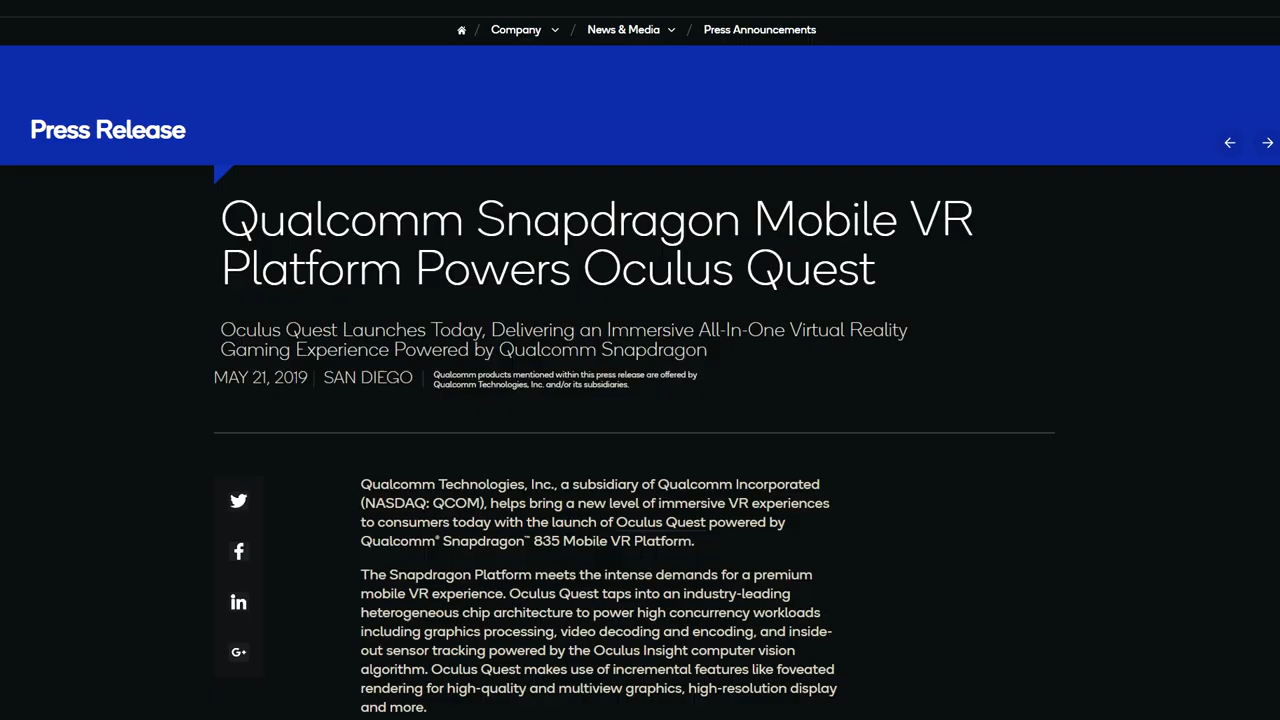 Company / News & Media / Press Announcements
Press Release
Qualcomm Snapdragon Mobile VR
Platform Powers Oculus Quest
Oculus Quest Launches Today, Delivering an Immersive All-In-One Virtual Reality
Gaming Experience Powered by Qualcomm Snapdragon
MAY 21, 2019 | SAN DIEGO | Qualcomm products mentioned within this press release are offered by
Qualcomm Technologies, Inc. and/or its subsidiaries.
Qualcomm Technologies, Inc., a subsidiary of Qualcomm Incorporated
(NASDAQ: QCOM), helps bring a new level of immersive VR experiences
to consumers today with the launch of Oculus Quest powered by
Qualcomm® Snapdragon™ 835 Mobile VR Platform.
The Snapdragon Platform meets the intense demands for a premium
mobile VR experience. Oculus Quest taps into an industry-leading
heterogeneous chip architecture to power high concurrency workloads
including graphics processing, video decoding and encoding, and inside-
out sensor tracking powered by the Oculus Insight computer vision
algorithm. Oculus Quest makes use of incremental features like foveated
rendering for high-quality and multiview graphics, high-resolution display
and more.